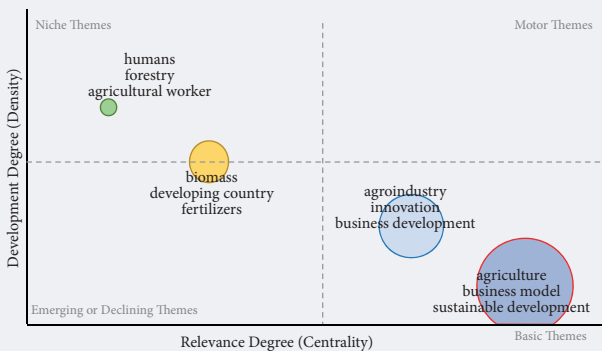 Niche Themes
Motor Themes
humans
forestry
agricultural worker
Development Degree (Density)
biomass
developing country
fertilizers
agroindustry
innovation
business development
agriculture
business model
sustainable development
Emerging or Declining Themes
Basic Themes
Relevance Degree (Centrality)